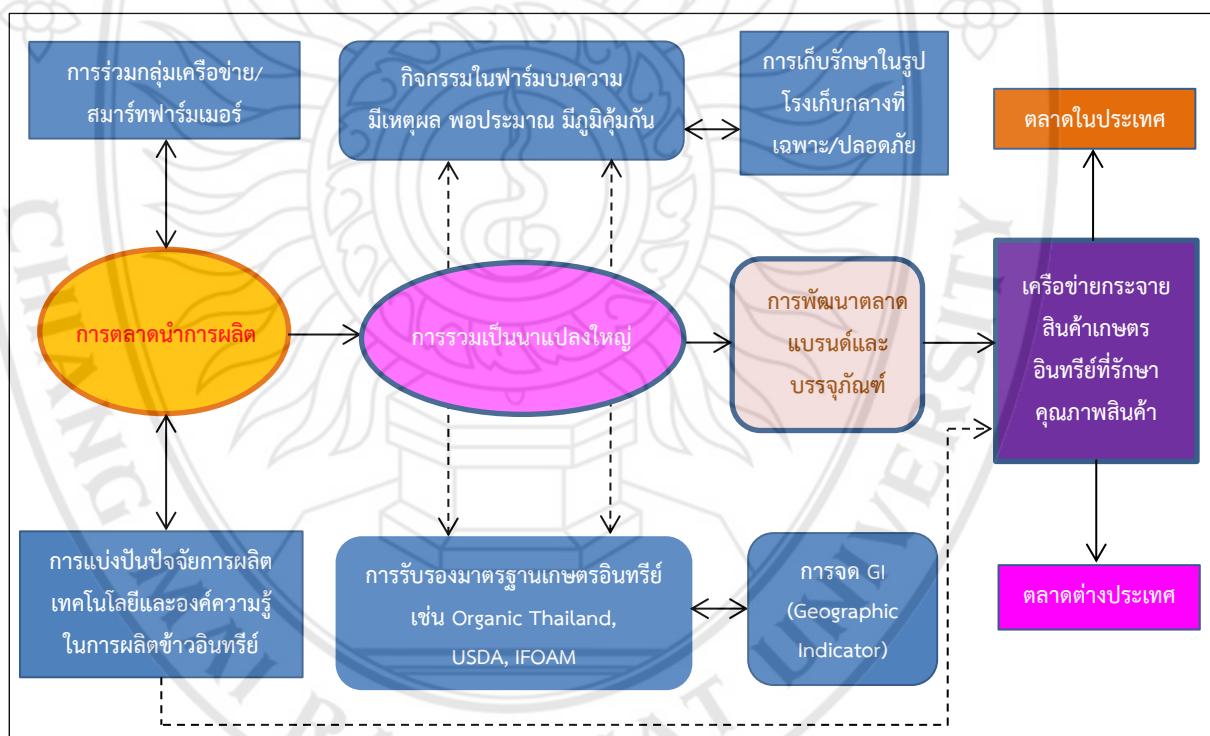 การร่วมกลุ่มเครือข่าย/
สมาร์ทฟาร์มเมอร์
กิจกรรมในฟาร์มบนความ
มีเหตุผล พอประมาณ มีภูมิคุ้มกัน
การเก็บรักษาในรูป
โรงเก็บกลางที่
เฉพาะ/ปลอดภัย
ตลาดในประเทศ
การตลาดนำการผลิต
การรวมเป็นนาแปลงใหญ่
การพัฒนาตลาด
แบรนด์และ
บรรจุภัณฑ์
เครือข่ายกระจาย
สินค้าเกษตร
อินทรีย์ที่รักษา
คุณภาพสินค้า
การแบ่งปันปัจจัยการผลิต
เทคโนโลยีและองค์ความรู้
ในการผลิตข้าวอินทรีย์
การรับรองมาตรฐานเกษตรอินทรีย์
เช่น Organic Thailand,
USDA, IFOAM
การจด GI
(Geographic
Indicator)
ตลาดต่างประเทศ
CHIANG MAI RAJABHAT UNIVERSITY